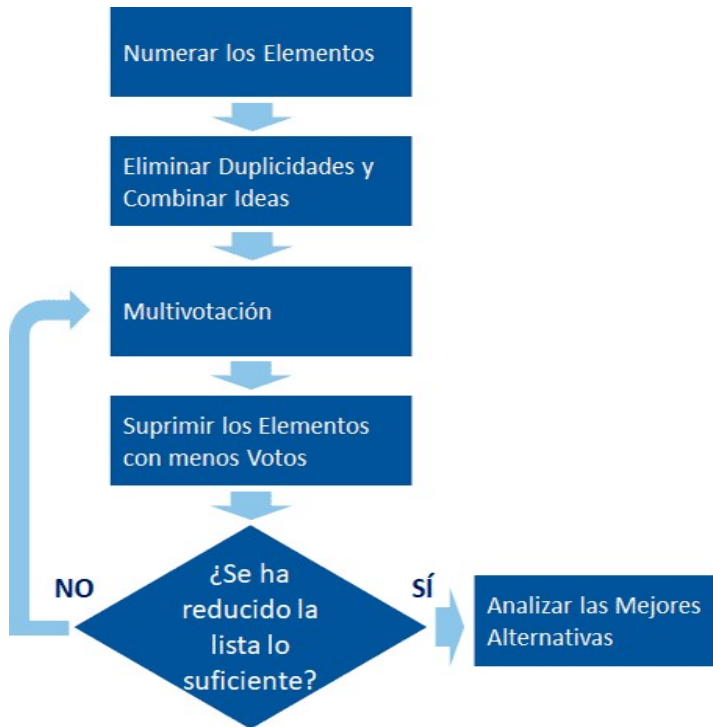 Numerar los Elementos
Eliminar Duplicidades y
Combinar Ideas
Multivotación
Suprimir los Elementos
con menos Votos
¿Se ha
reducido la
lista lo
suficiente?
NO
SÍ
Analizar las Mejores
Alternativas